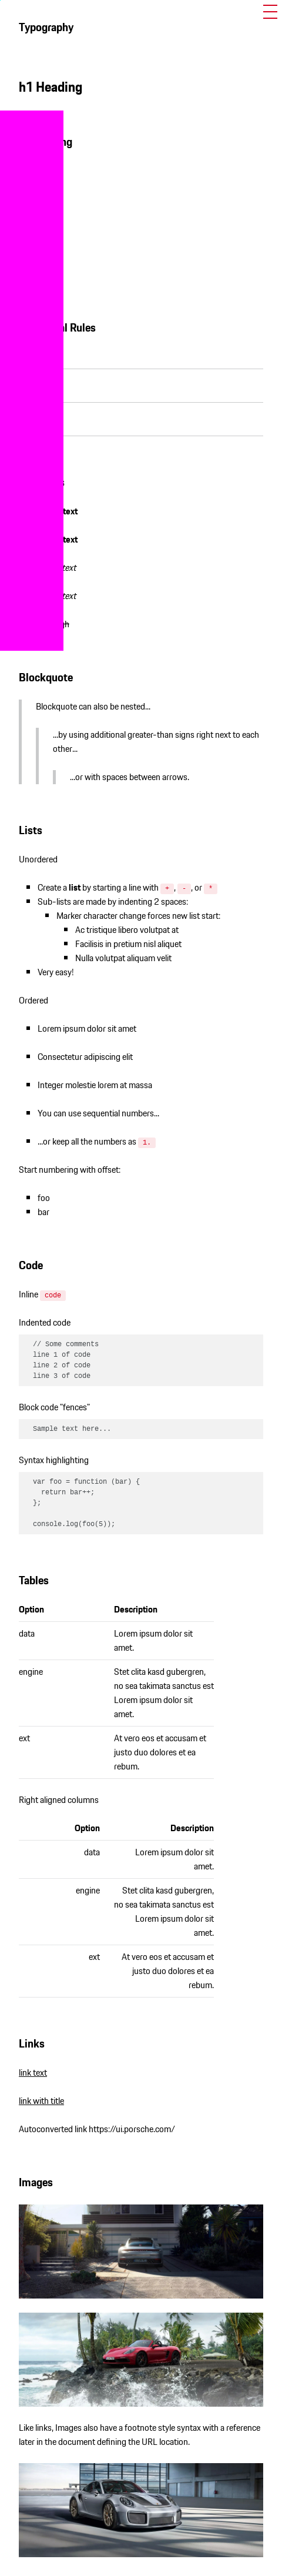 Typography
h1 Heading
ng
al Rules
s
text
text
text
text
gh
Blockquote
Blockquote can also be nested...
...by using additional greater-than signs right next to each
other...
...or with spaces between arrows.
Lists
Unordered
Create a list by starting a line with + , - , or *
Sub-lists are made by indenting 2 spaces:
Marker character change forces new list start:
Ac tristique libero volutpat at
Facilisis in pretium nisl aliquet
Nulla volutpat aliquam velit
Very easy!
Ordered
Lorem ipsum dolor sit amet
Consectetur adipiscing elit
Integer molestie lorem at massa
You can use sequential numbers...
...or keep all the numbers as 1.
Start numbering with offset:
foo
bar
Code
Inline code
Indented code
// Some comments
line 1 of code
line 2 of code
line 3 of code
Block code "fences"
Sample text here...
Syntax highlighting
var foo = function (bar) {
return bar++;
};
console.log(foo(5));
Tables
Option Description
data Lorem ipsum dolor sit
amet.
engine Stet clita kasd gubergren,
no sea takimata sanctus est
Lorem ipsum dolor sit
amet.
ext At vero eos et accusam et
justo duo dolores et ea
rebum.
Right aligned columns
Option Description
data Lorem ipsum dolor sit
amet.
engine Stet clita kasd gubergren,
no sea takimata sanctus est
Lorem ipsum dolor sit
amet.
ext At vero eos et accusam et
justo duo dolores et ea
rebum.
Links
link text
link with title
Autoconverted link https://ui.porsche.com/
Images
Like links, Images also have a footnote style syntax with a reference
later in the document defining the URL location.